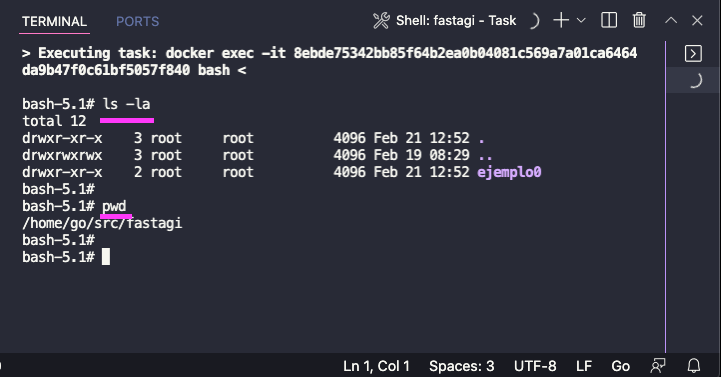 TERMINAL PORTS Shell: fastagi - Task
> Executing task: docker exec -it 8ebde75342bb85f64b2ea0b04081c569a7a01ca6464
da9b47f0c61bf5057f840 bash <
bash-5.1# ls -la
total 12
drwxr-xr-x 3 root root 4096 Feb 21 12:52 .
drwxrwxrwx 3 root root 4096 Feb 19 08:29 ..
drwxr-xr-x 2 root root 4096 Feb 21 12:52 ejemplo0
bash-5.1#
bash-5.1# pwd
/home/go/src/fastagi
bash-5.1#
bash-5.1#
Ln 1, Col 1 Spaces: 3 UTF-8 LF Go